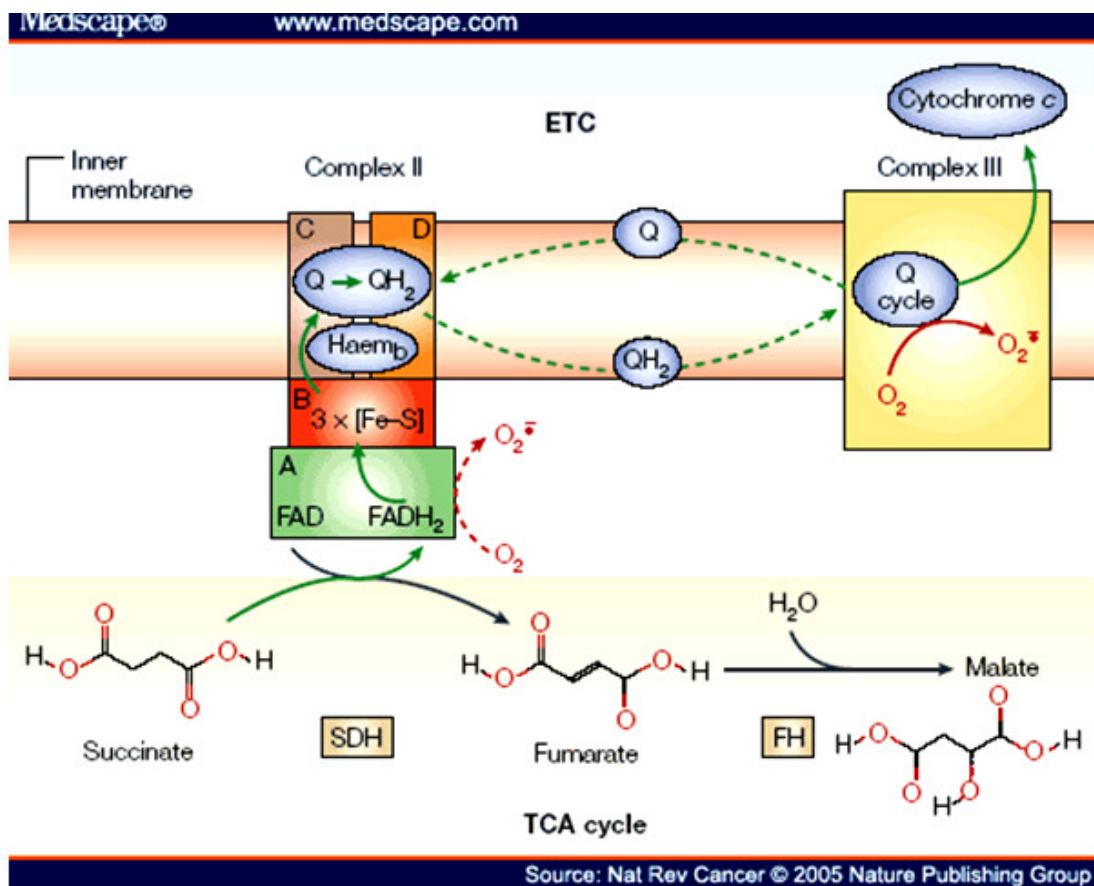 Medscape® www.medscape.com
Cytochrome c
ETC
Inner
membrane
Complex II
Complex III
C D
Q
Q → QH₂
Q
cycle
Haem_b
QH₂
O₂⁻•
O₂
B
3 × [Fe–S]
O₂⁻•
A
FAD FADH₂
O₂
H₂O
O
H O O H
O
O
H O O H
O
Malate
O
H O O H
O O
H
Succinate
SDH
Fumarate
FH
TCA cycle
Source: Nat Rev Cancer © 2005 Nature Publishing Group